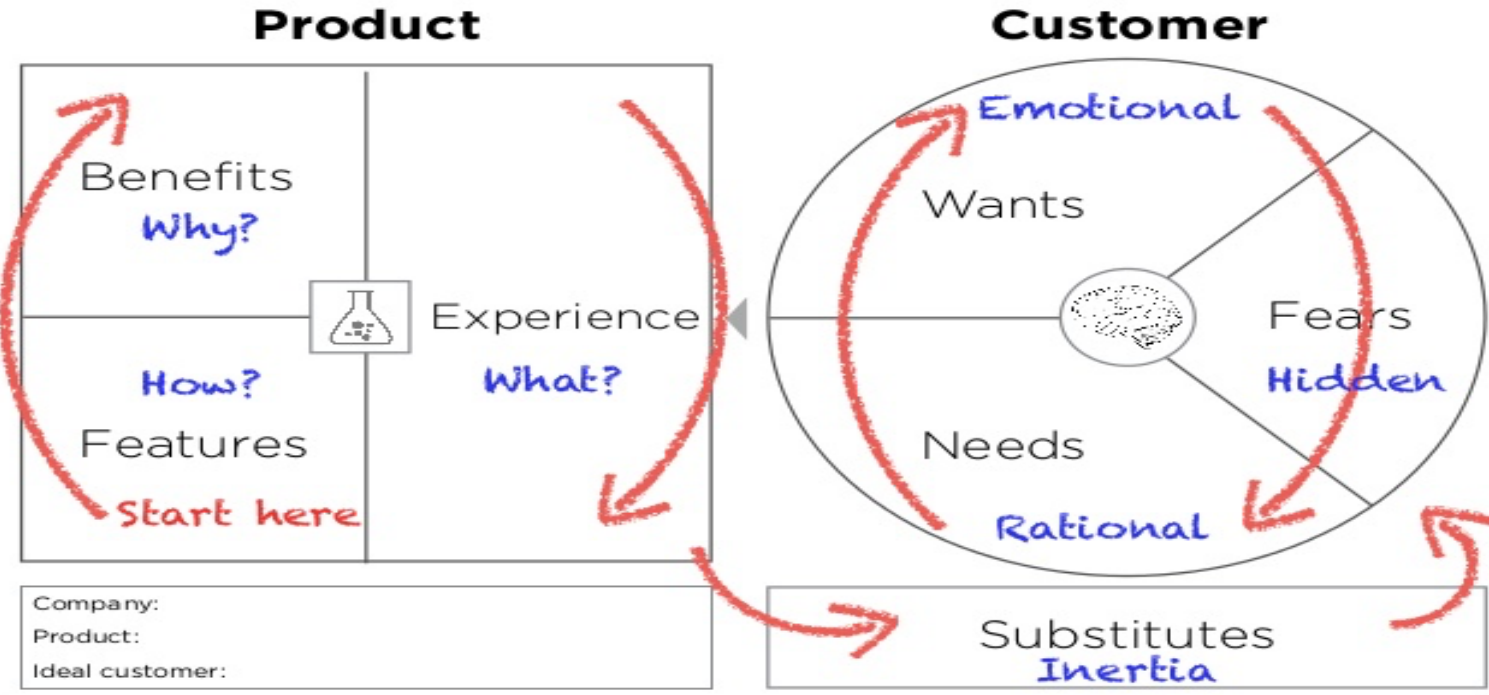 Product
Benefits
Why?
How?
Features
Start here
Experience
What?
Company:
Product:
Ideal customer:
Customer
Emotional
Wants
Fears
Hidden
Needs
Rational
Substitutes
Inertia